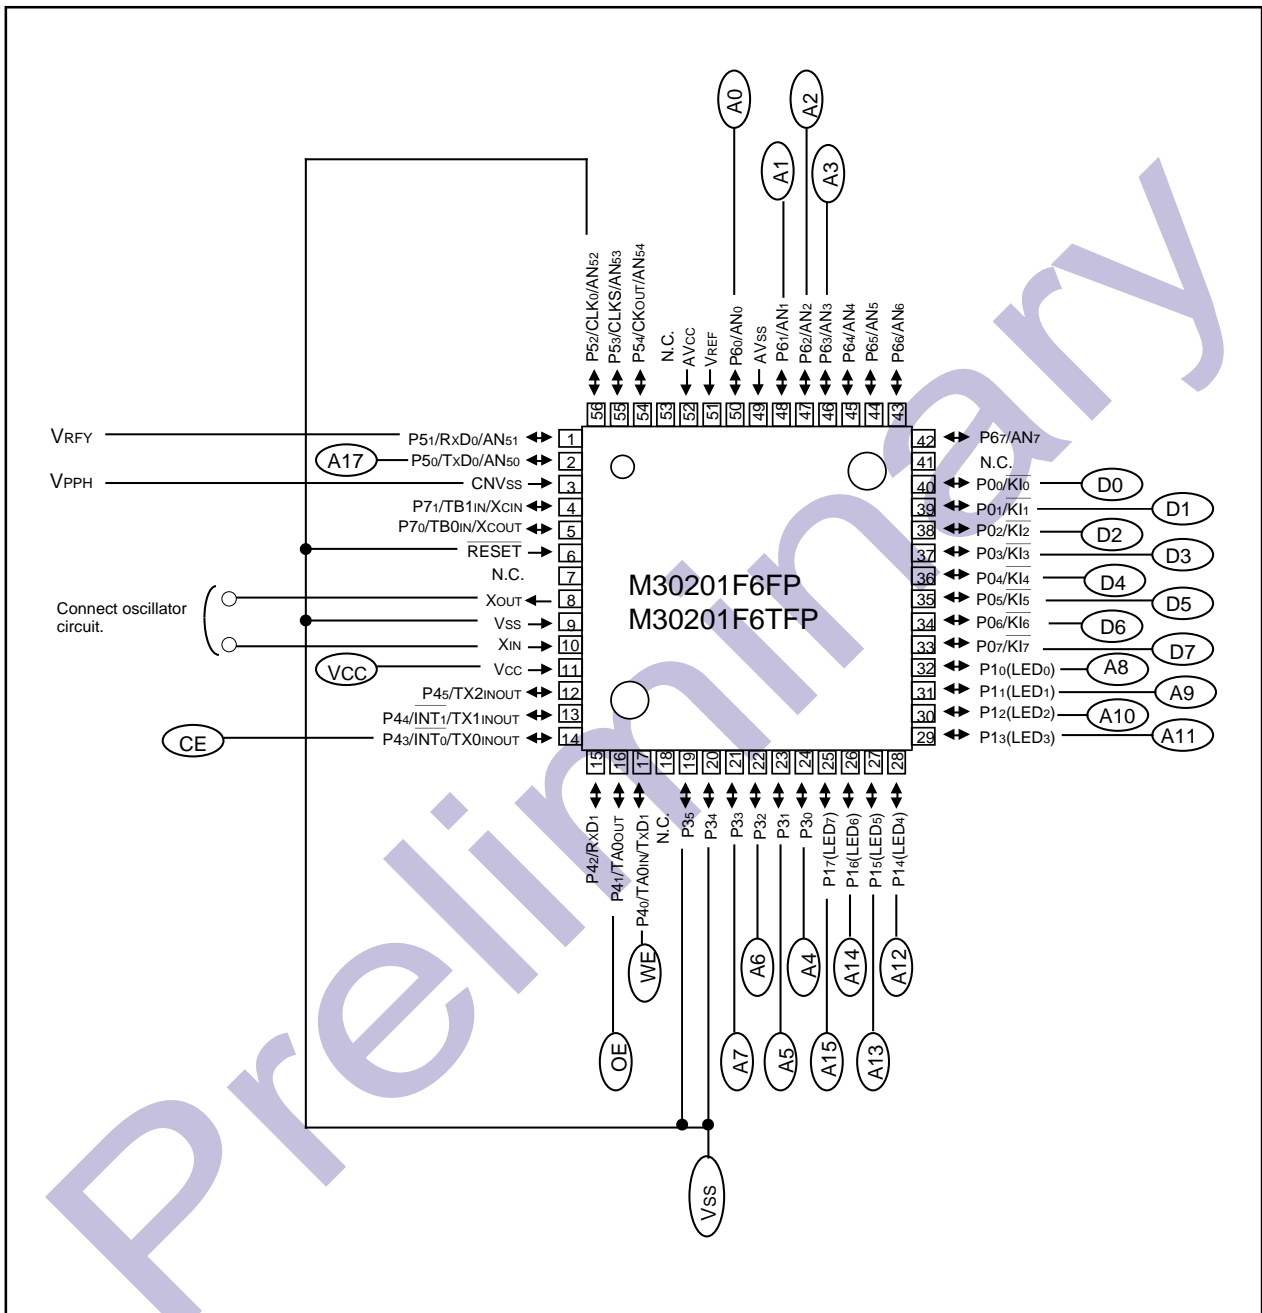 Preliminary
A0
A2
A1
A3
P52/CLK0/AN52
P53/CLKS/AN53
P54/CKOUT/AN54
N.C.
AVCC
VREF
P60/AN0
AVSS
P61/AN1
P62/AN2
P63/AN3
P64/AN4
P65/AN5
P66/AN6
56 55 54 53 52 51 50 49 48 47 46 45 44 43
VRFY P51/RXD0/AN51 1
A17 P50/TXD0/AN50 2
VPPH CNVSS 3
P71/TB1IN/XCIN 4
P70/TB0IN/XCOUT 5
RESET 6
N.C. 7
XOUT 8
VSS 9
XIN 10
VCC VCC 11
P45/TX2INOUT 12
P44/INT1/TX1INOUT 13
CE P43/INT0/TX0INOUT 14
Connect oscillator
circuit.
M30201F6FP
M30201F6TFP
42 P67/AN7
41 N.C.
40 P00/KI0 D0
39 P01/KI1 D1
38 P02/KI2 D2
37 P03/KI3 D3
36 P04/KI4 D4
35 P05/KI5 D5
34 P06/KI6 D6
33 P07/KI7 D7
32 P10(LED0) A8
31 P11(LED1) A9
30 P12(LED2) A10
29 P13(LED3) A11
15 16 17 18 19 20 21 22 23 24 25 26 27 28
P42/RXD1
P41/TA0OUT
P40/TA0IN/TXD1
N.C.
P35
P34
P33
P32
P31
P30
P17(LED7)
P16(LED6)
P15(LED5)
P14(LED4)
WE
A6
A4
A14
A12
OE
A7
A5
A15
A13
VSS